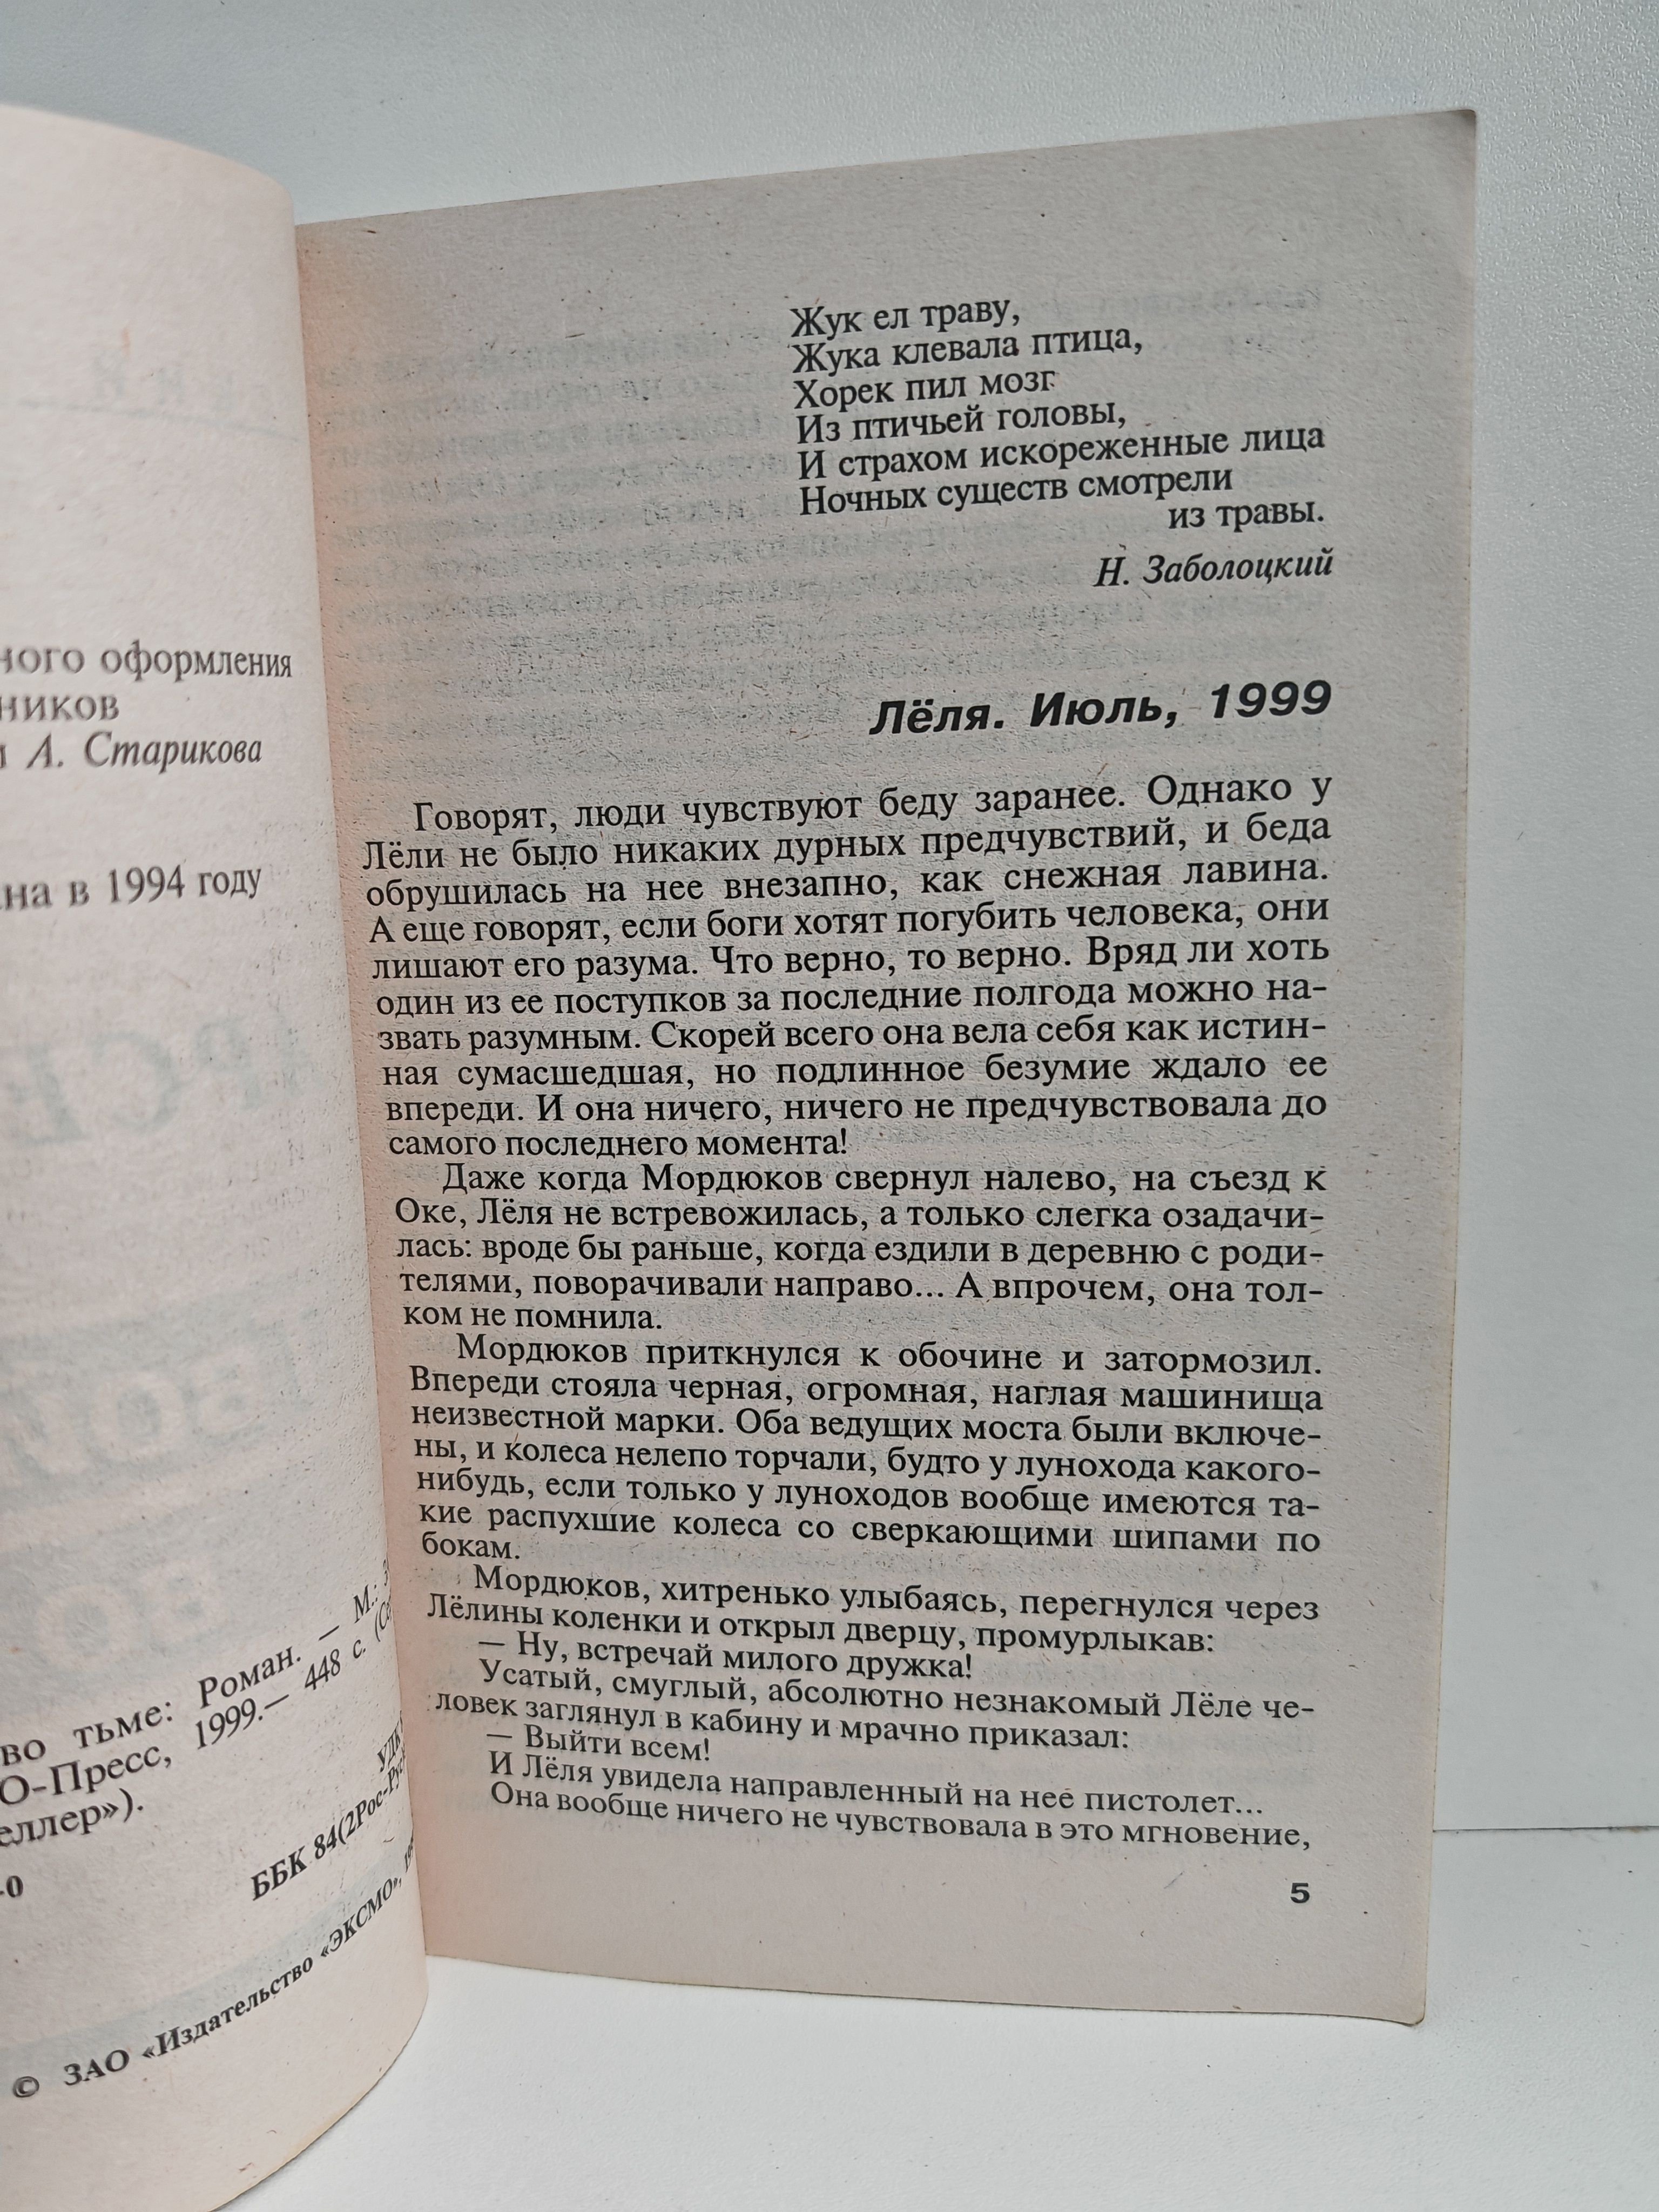 ного оформления
ников
А. Старикова
на в 1994 году
во тьме: Роман. — М.:
О-Пресс, 1999.— 448 с.
еллер»).
-0
УДК
ББК 84(2Рос-Рус
© ЗАО «Издательство «ЭКСМО»,
Жук ел траву,
Жука клевала птица,
Хорек пил мозг
Из птичьей головы,
И страхом искореженные лица
Ночных существ смотрели
из травы.
Н. Заболоцкий
Лёля. Июль, 1999
Говорят, люди чувствуют беду заранее. Однако у
Лёли не было никаких дурных предчувствий, и беда
обрушилась на нее внезапно, как снежная лавина.
А еще говорят, если боги хотят погубить человека, они
лишают его разума. Что верно, то верно. Вряд ли хоть
один из ее поступков за последние полгода можно на-
звать разумным. Скорей всего она вела себя как истин-
ная сумасшедшая, но подлинное безумие ждало ее
впереди. И она ничего, ничего не предчувствовала до
самого последнего момента!
Даже когда Мордюков свернул налево, на съезд к
Оке, Лёля не встревожилась, а только слегка озадачи-
лась: вроде бы раньше, когда ездили в деревню с роди-
телями, поворачивали направо... А впрочем, она тол-
ком не помнила.
Мордюков приткнулся к обочине и затормозил.
Впереди стояла черная, огромная, наглая машинища
неизвестной марки. Оба ведущих моста были включе-
ны, и колеса нелепо торчали, будто у лунохода какого-
нибудь, если только у луноходов вообще имеются та-
кие распухшие колеса со сверкающими шипами по
бокам.
Мордюков, хитренько улыбаясь, перегнулся через
Лёлины коленки и открыл дверцу, промурлыкав:
— Ну, встречай милого дружка!
Усатый, смуглый, абсолютно незнакомый Лёле че-
ловек заглянул в кабину и мрачно приказал:
— Выйти всем!
И Лёля увидела направленный на нее пистолет...
Она вообще ничего не чувствовала в это мгновение,
5